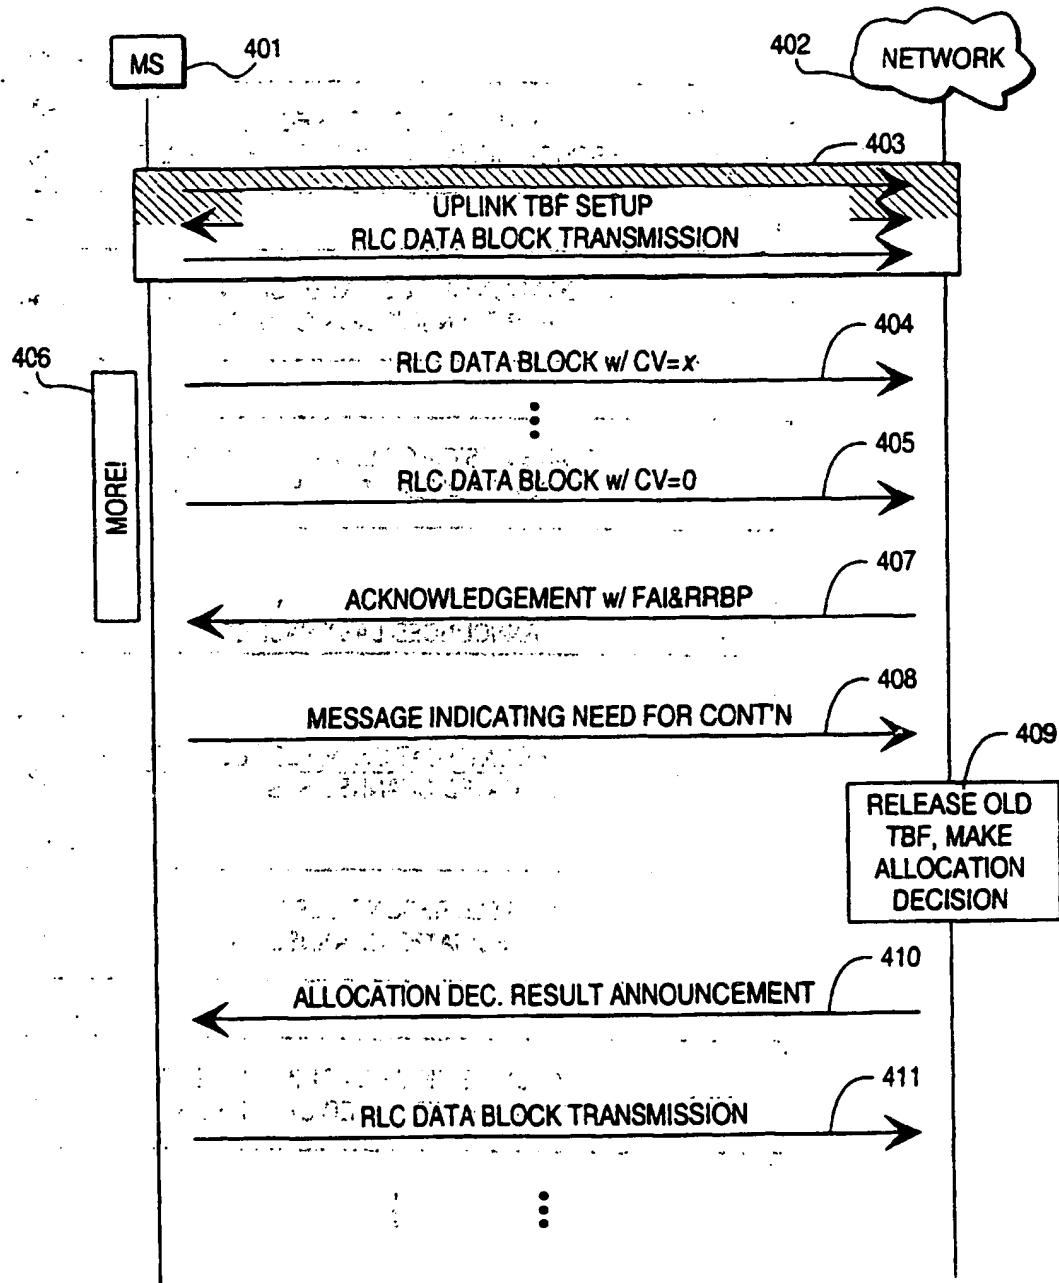 MS
401
402
NETWORK
403
UPLINK TBF SETUP
RLC DATA BLOCK TRANSMISSION
404
RLC DATA BLOCK w/ CV=x
406
MORE!
405
RLC DATA BLOCK w/ CV=0
407
ACKNOWLEDGEMENT w/ FAI&RRBP
408
MESSAGE INDICATING NEED FOR CONT'N
409
RELEASE OLD
TBF, MAKE
ALLOCATION
DECISION
410
ALLOCATION DEC. RESULT ANNOUNCEMENT
411
RLC DATA BLOCK TRANSMISSION